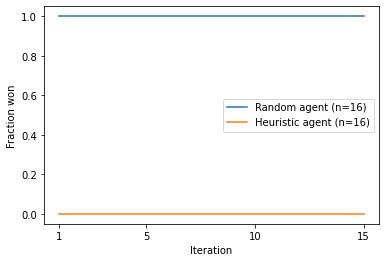 Fraction won
1.0
0.8
0.6
0.4
0.2
0.0
Random agent (n=16)
Heuristic agent (n=16)
1
5
10
15
Iteration